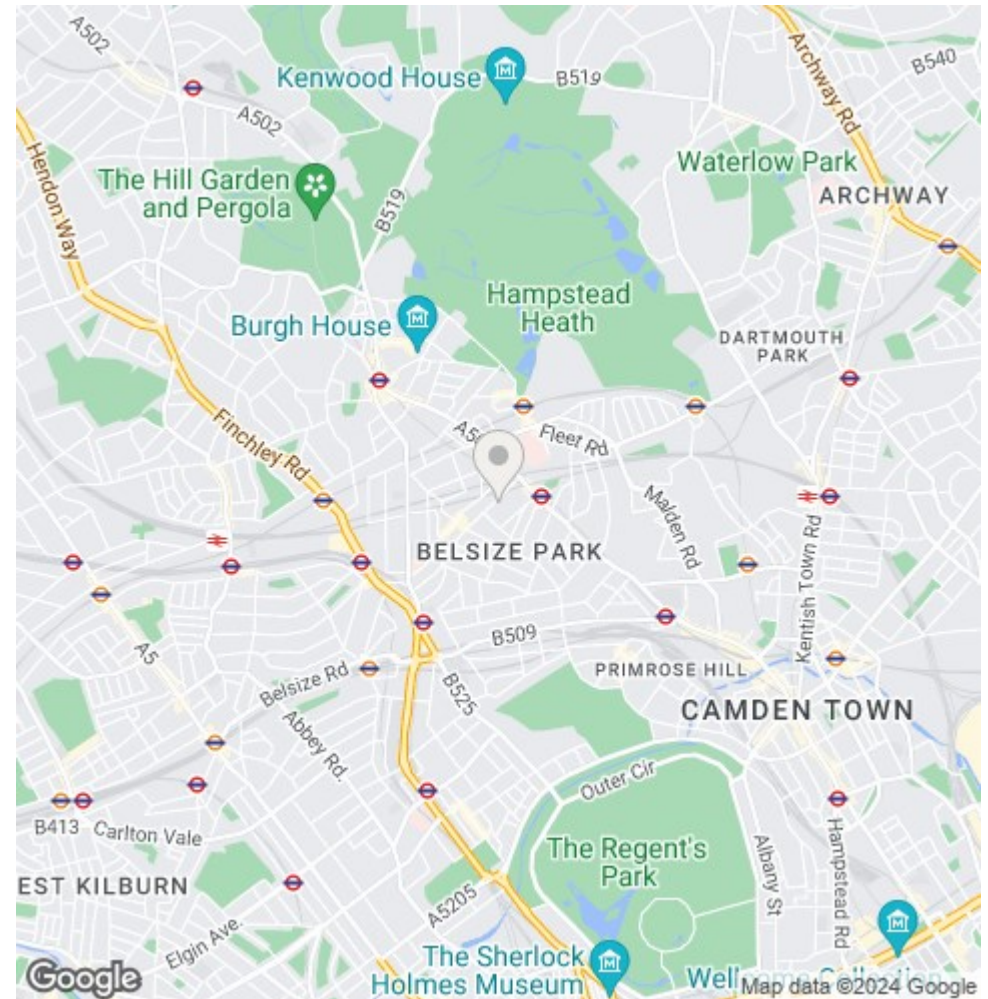 A502
Kenwood House
B519
B540
Archway Rd
A502
Hendon Way
The Hill Garden
and Pergola
Waterlow Park
ARCHWAY
B519
Hampstead
Heath
Burgh House
DARTMOUTH
PARK
Finchley Rd
Fleet Rd
Malden Rd
BELSIZE PARK
Kentish Town Rd
B509
A5
Belsize Rd
B525
PRIMROSE HILL
Abbey Rd.
CAMDEN TOWN
Outer Cir
B413
Carlton Vale
The Regent's
Park
Albany St
Hampstead Rd
EST KILBURN
A5205
Elgin Ave.
The Sherlock
Holmes Museum
Google
Map data ©2024 Google